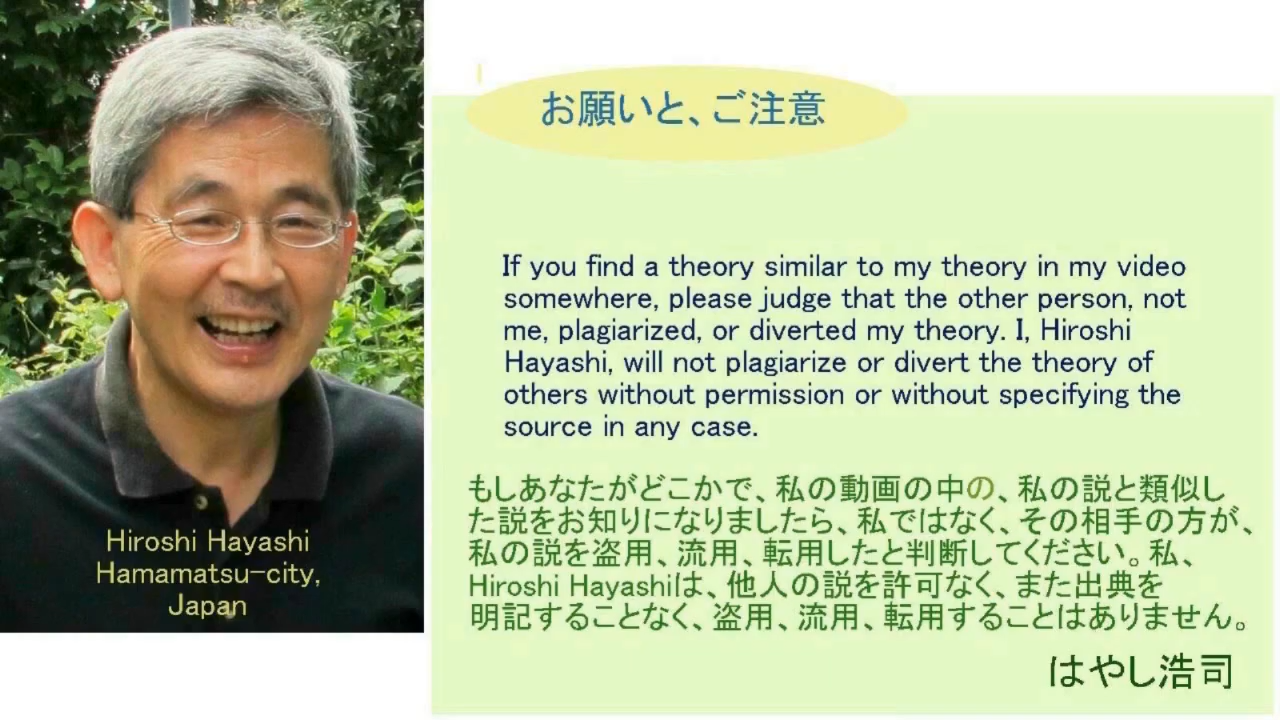 お願いと、ご注意
If you find a theory similar to my theory in my video
somewhere, please judge that the other person, not
me, plagiarized, or diverted my theory. I, Hiroshi
Hayashi, will not plagiarize or divert the theory of
others without permission or without specifying the
source in any case.
もしあなたがどこかで、私の動画の中の、私の説と類似し
た説をお知りになりましたら、私ではなく、その相手の方が、
私の説を盗用、流用、転用したと判断してください。私、
Hiroshi Hayashiは、他人の説を許可なく、また出典を
明記することなく、盗用、流用、転用することはありません。
はやし浩司
Hiroshi Hayashi
Hamamatsu-city,
Japan